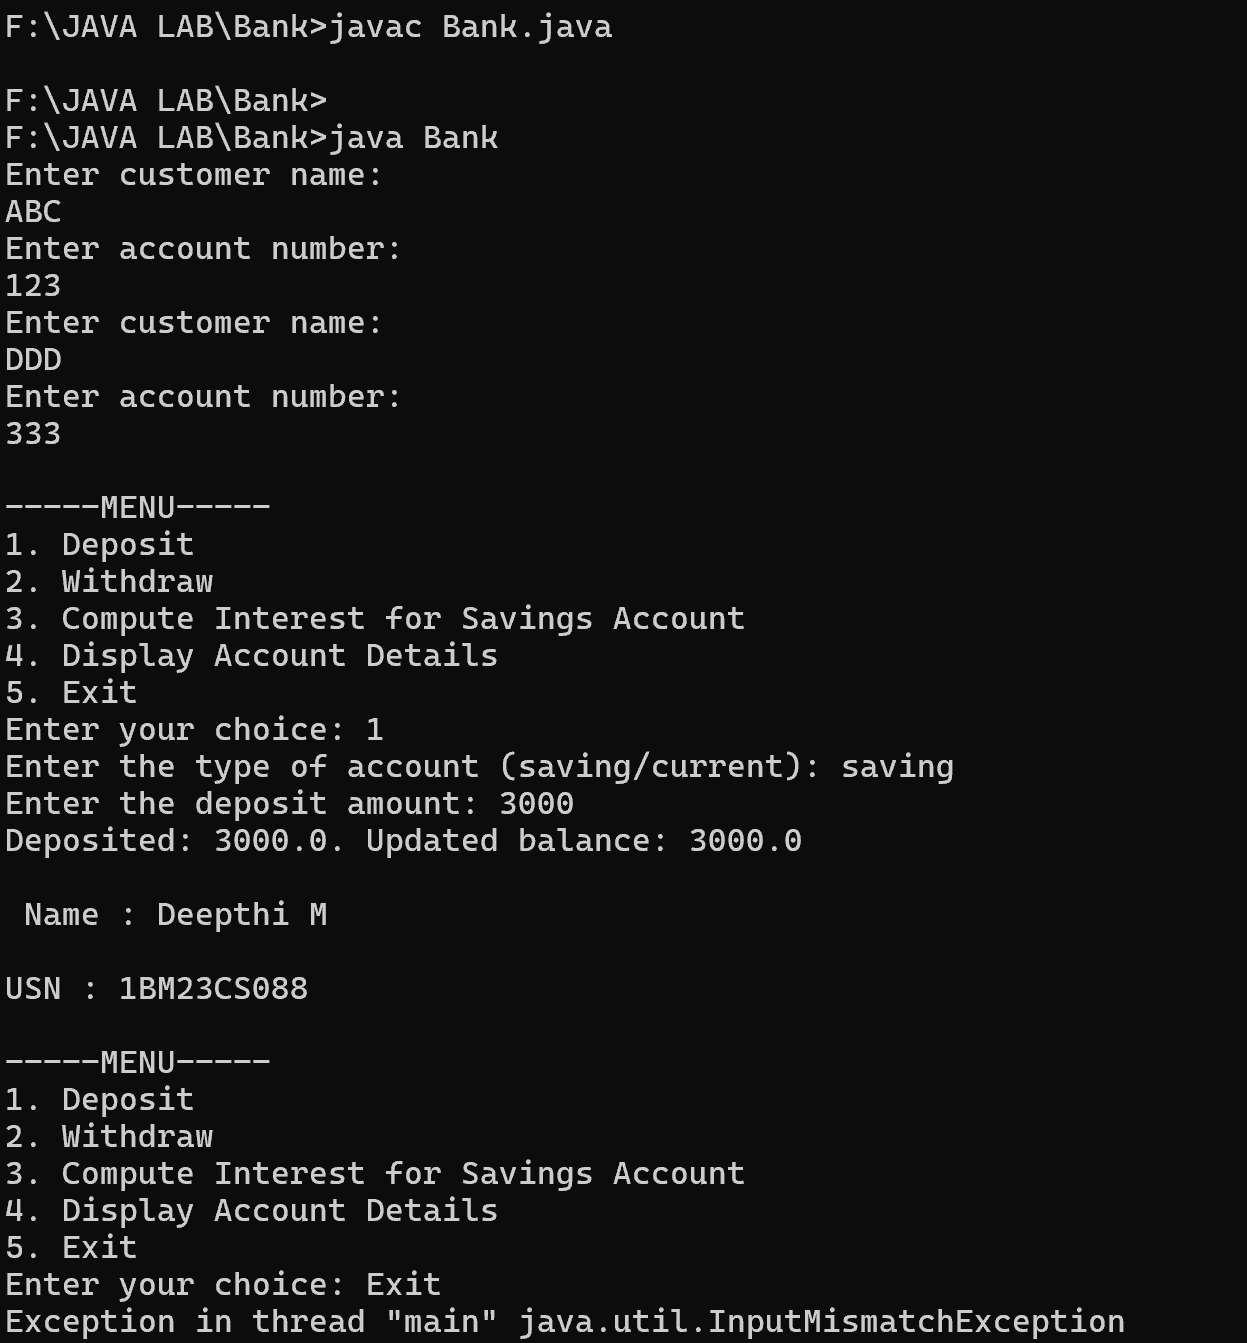 F:\JAVA LAB\Bank>javac Bank.java
F:\JAVA LAB\Bank>
F:\JAVA LAB\Bank>java Bank
Enter customer name:
ABC
Enter account number:
123
Enter customer name:
DDD
Enter account number:
333
-----MENU-----
1. Deposit
2. Withdraw
3. Compute Interest for Savings Account
4. Display Account Details
5. Exit
Enter your choice: 1
Enter the type of account (saving/current): saving
Enter the deposit amount: 3000
Deposited: 3000.0. Updated balance: 3000.0
Name : Deepthi M
USN : 1BM23CS088
-----MENU-----
1. Deposit
2. Withdraw
3. Compute Interest for Savings Account
4. Display Account Details
5. Exit
Enter your choice: Exit
Exception in thread "main" java.util.InputMismatchException